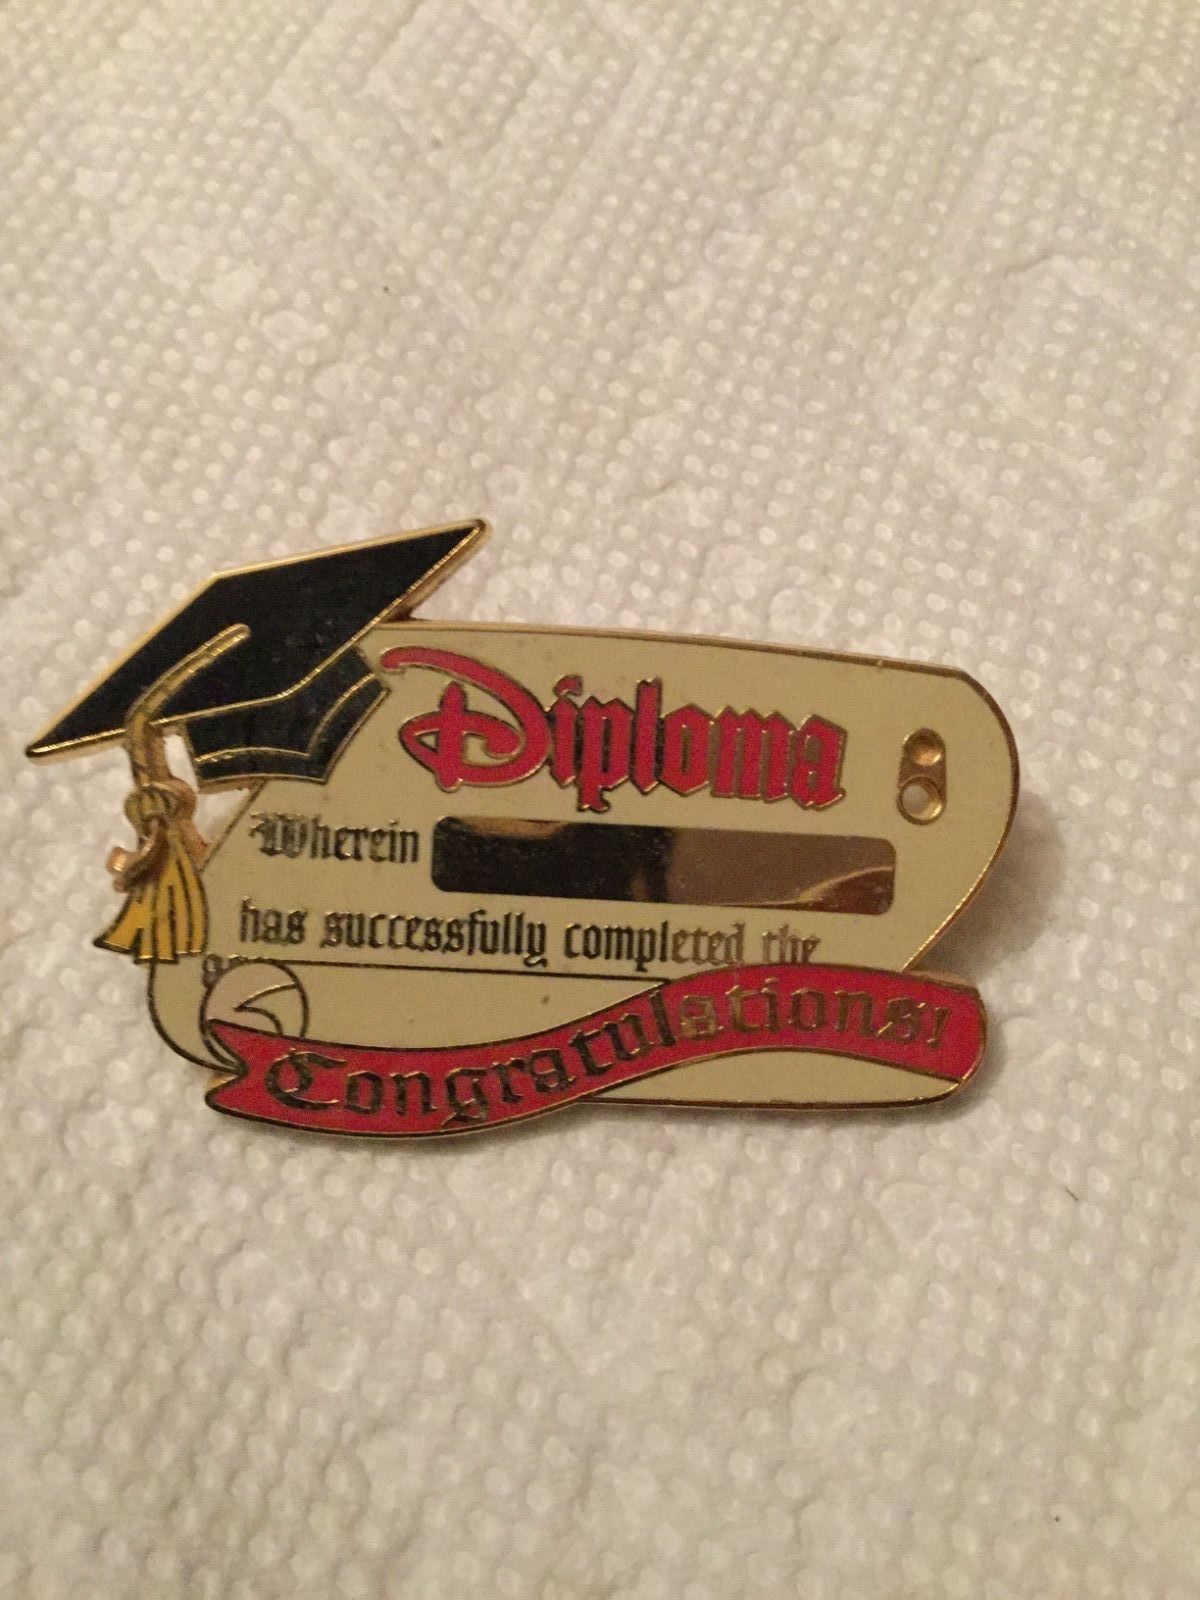 Diploma
Wherein
has successfully completed the
Congratulations!